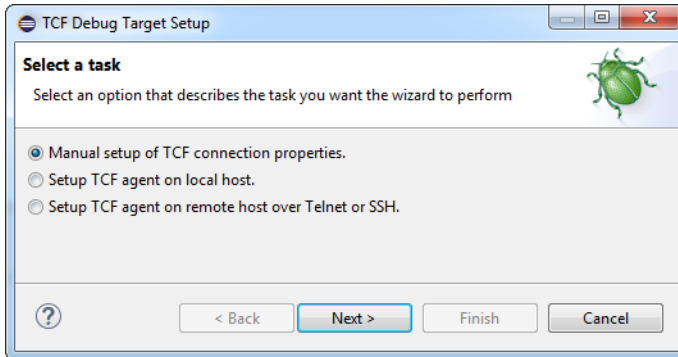 TCF Debug Target Setup
Select a task
Select an option that describes the task you want the wizard to perform
Manual setup of TCF connection properties.
Setup TCF agent on local host.
Setup TCF agent on remote host over Telnet or SSH.
? < Back Next > Finish Cancel